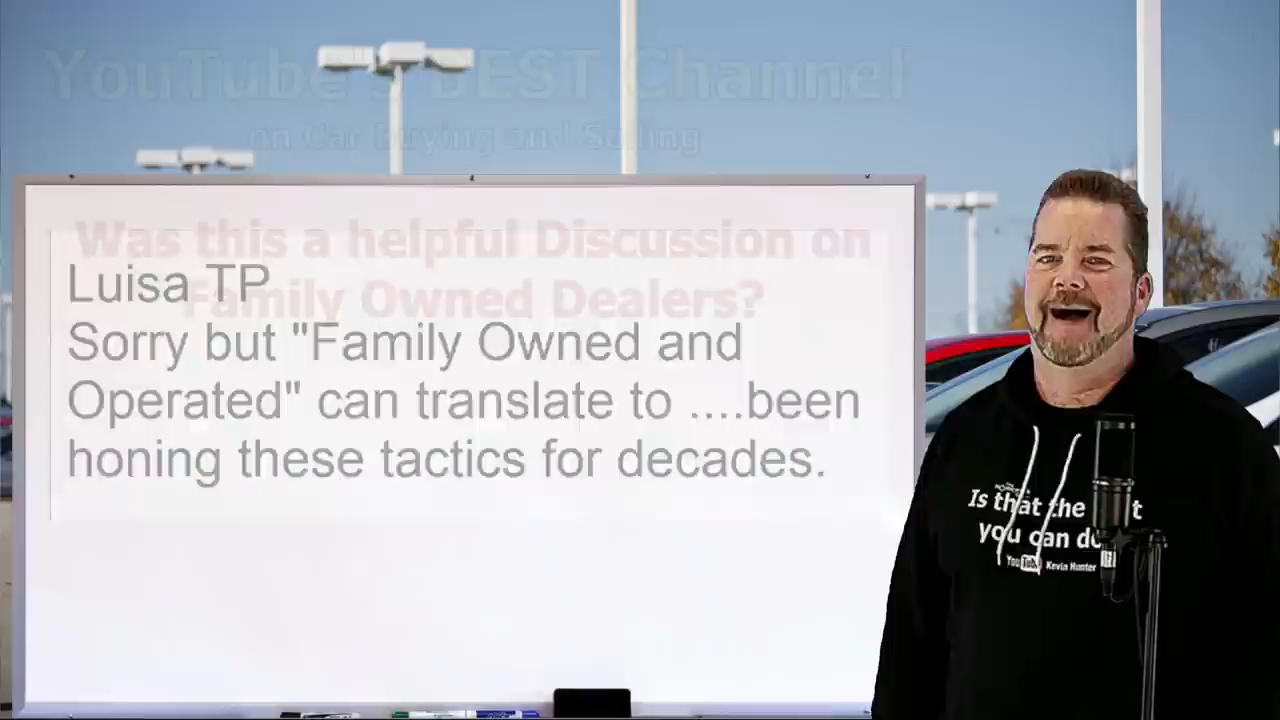 YouTube's BEST Channel
on Car Buying and Selling
Was this a helpful Discussion on
Family Owned Dealers?
Luisa TP
Sorry but "Family Owned and
Operated" can translate to ....been
honing these tactics for decades.
Is that the
you can do
YouTube Kevin Hunter